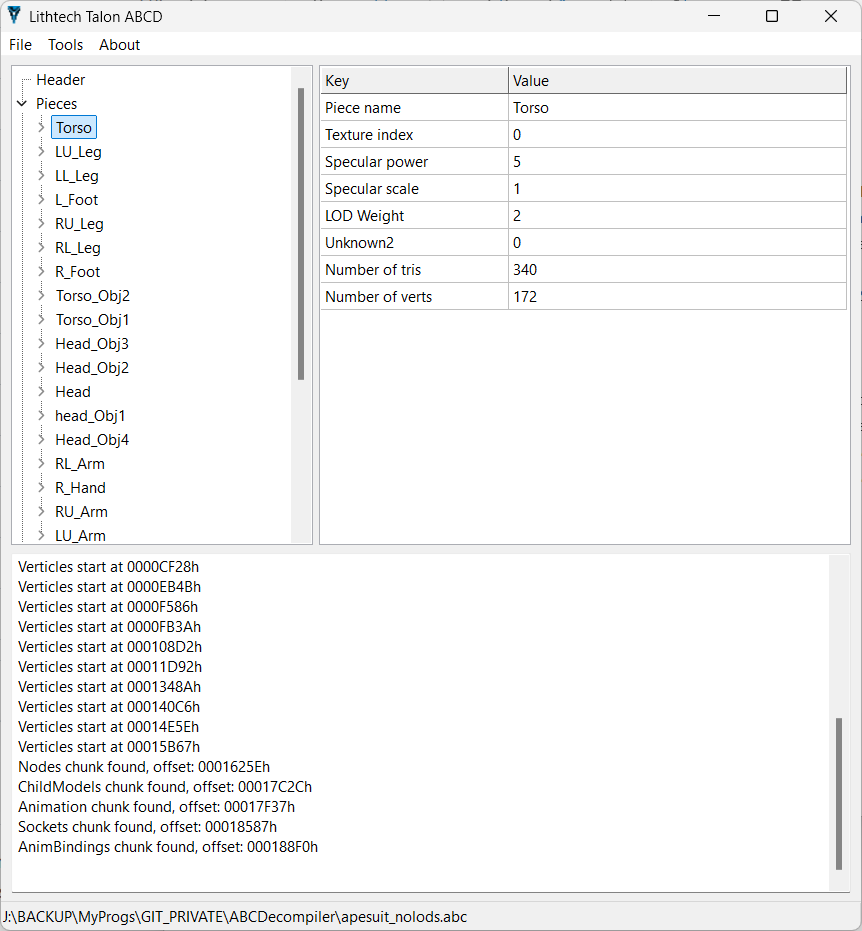 Lithtech Talon ABCD
File Tools About
Header
Pieces
Torso
LU_Leg
LL_Leg
L_Foot
RU_Leg
RL_Leg
R_Foot
Torso_Obj2
Torso_Obj1
Head_Obj3
Head_Obj2
Head
head_Obj1
Head_Obj4
RL_Arm
R_Hand
RU_Arm
LU_Arm
Key Value
Piece name Torso
Texture index 0
Specular power 5
Specular scale 1
LOD Weight 2
Unknown2 0
Number of tris 340
Number of verts 172
Verticles start at 0000CF28h
Verticles start at 0000EB4Bh
Verticles start at 0000F586h
Verticles start at 0000FB3Ah
Verticles start at 000108D2h
Verticles start at 00011D92h
Verticles start at 0001348Ah
Verticles start at 000140C6h
Verticles start at 00014E5Eh
Verticles start at 00015B67h
Nodes chunk found, offset: 0001625Eh
ChildModels chunk found, offset: 00017C2Ch
Animation chunk found, offset: 00017F37h
Sockets chunk found, offset: 00018587h
AnimBindings chunk found, offset: 000188F0h
J:\BACKUP\MyProgs\GIT_PRIVATE\ABCDecompiler\apesuit_nolods.abc